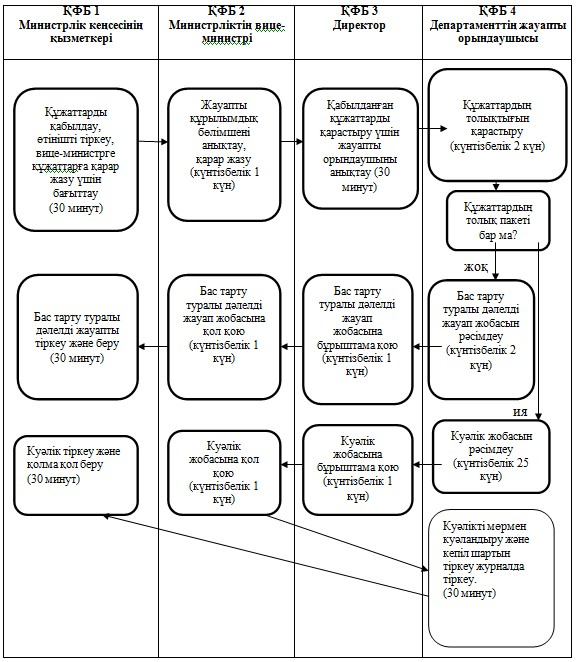 ҚФБ 1
Министрлік кеңсесінің
қызметкері
ҚФБ 2
Министрліктің вице-
министрі
ҚФБ 3
Директор
ҚФБ 4
Департаменттің жауапты
орындаушысы
Құжаттарды
қабылдау,
өтінішті тіркеу,
вице-министрге
құжаттарға қарар
жазу үшін
бағыттау
(30 минут)
Жауапты
құрылымдық
бөлімшені
анықтау,
қарар жазу
(күнтізбелік 1
күн)
Қабылданған
құжаттарды
қарастыру үшін
жауапты
орындаушыны
анықтау (30
минут)
Құжаттардың
толықтығын
қарастыру
(күнтізбелік 2 күн)
Құжаттардың
толық пакеті
бар ма?
жоқ
Бас тарту туралы
дәлелді жауапты
тіркеу және беру
(30 минут)
Бас тарту
туралы дәлелді
жауап
жобасына
қол қою
(күнтізбелік 1
күн)
Бас тарту
туралы дәлелді
жауап
жобасына
бұрыштама қою
(күнтізбелік 1
күн)
Бас тарту
туралы дәлелді
жауап жобасын
рәсімдеу
(күнтізбелік 2
күн)
ия
Куәлік тіркеу және
қолма қол беру
(30 минут)
Куәлік
жобасына қол
қою
(күнтізбелік 1
күн)
Куәлік
жобасына
бұрыштама қою
(күнтізбелік 1
күн)
Куәлік жобасын
рәсімдеу
(күнтізбелік 25
күн)
Куәлікті мөрмен
куәландыру және
кепіл шартын
тіркеу журналда
тіркеу.
(30 минут)